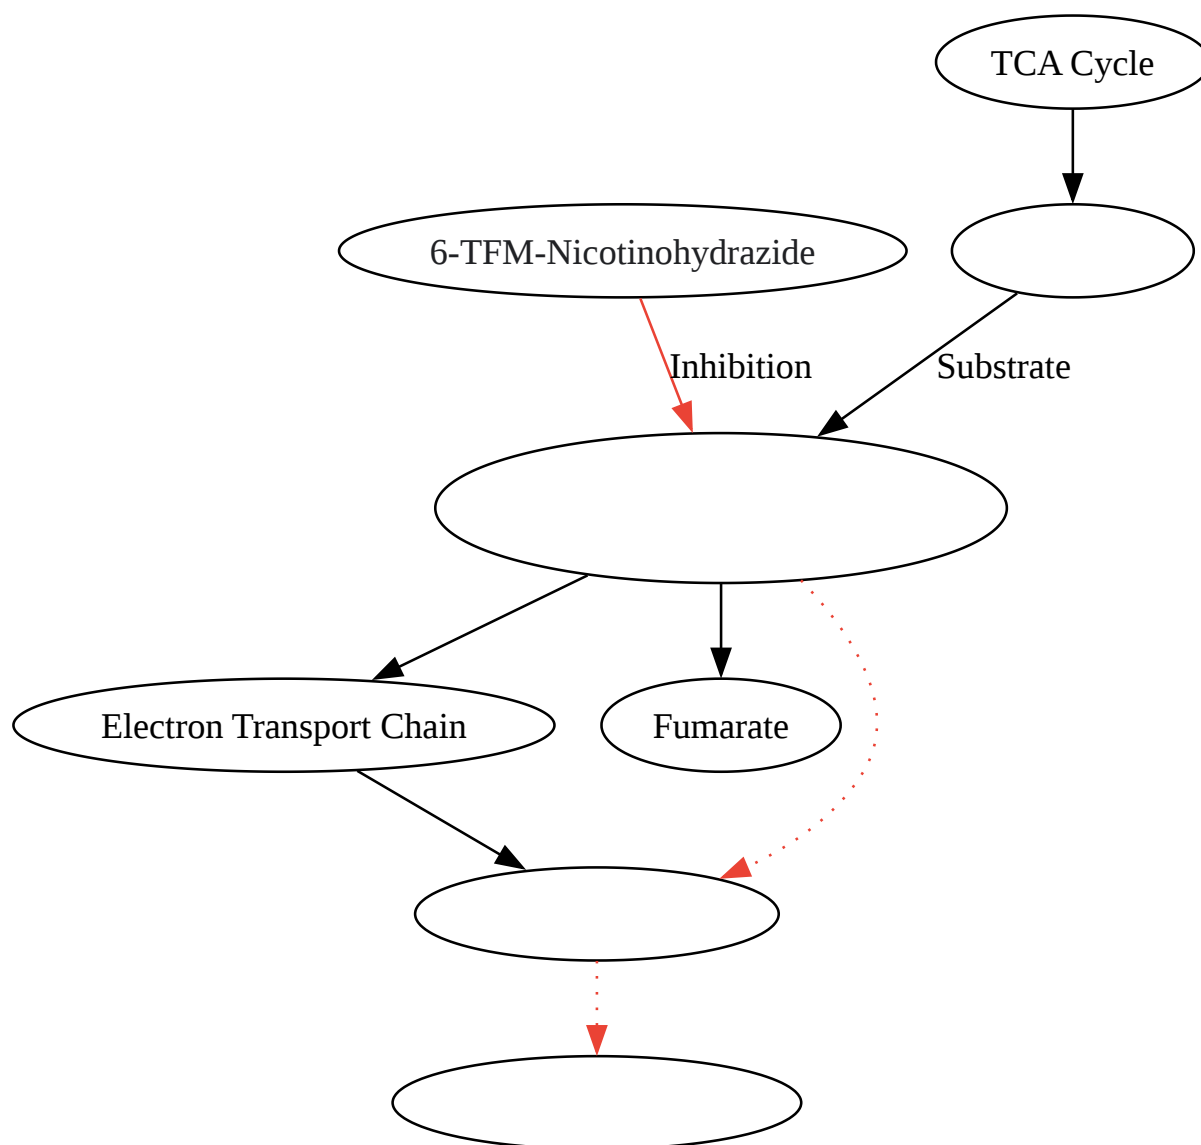 TCA Cycle
6-TFM-Nicotinohydrazide
Inhibition
Substrate
Electron Transport Chain
Fumarate